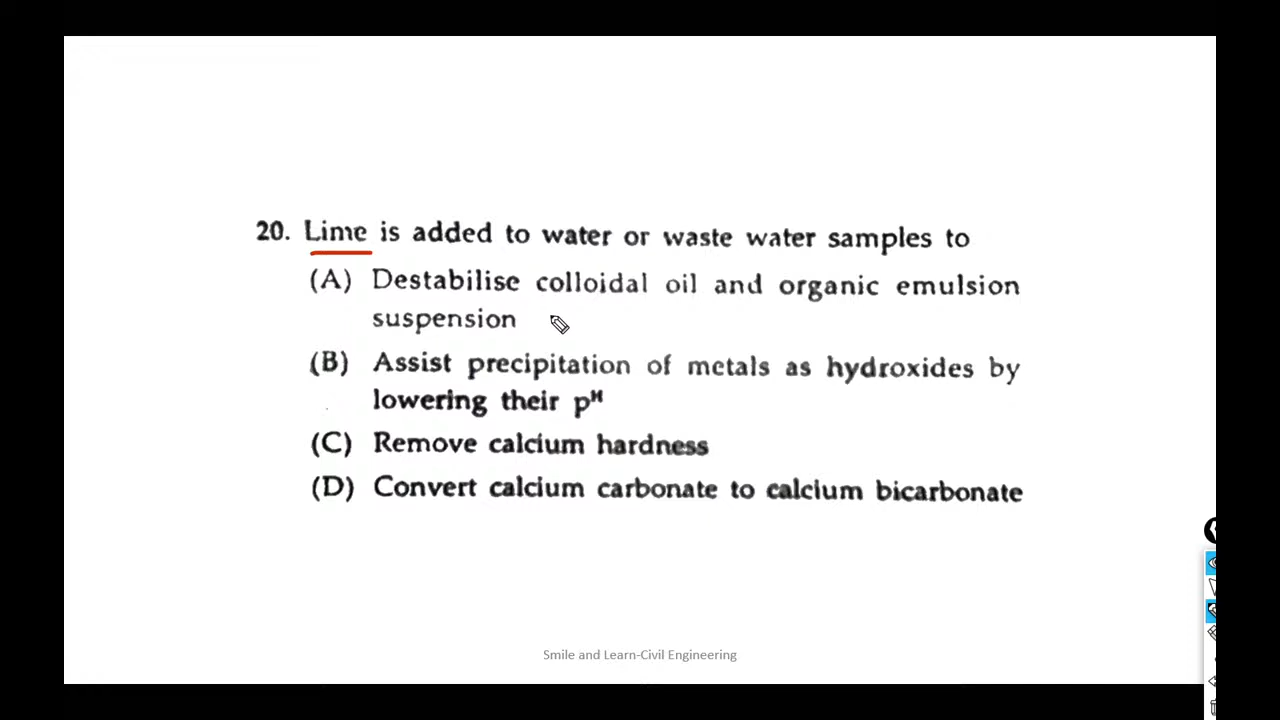 20. Lime is added to water or waste water samples to
(A) Destabilise colloidal oil and organic emulsion
suspension
(B) Assist precipitation of metals as hydroxides by
lowering their pᴴ
(C) Remove calcium hardness
(D) Convert calcium carbonate to calcium bicarbonate
Smile and Learn-Civil Engineering